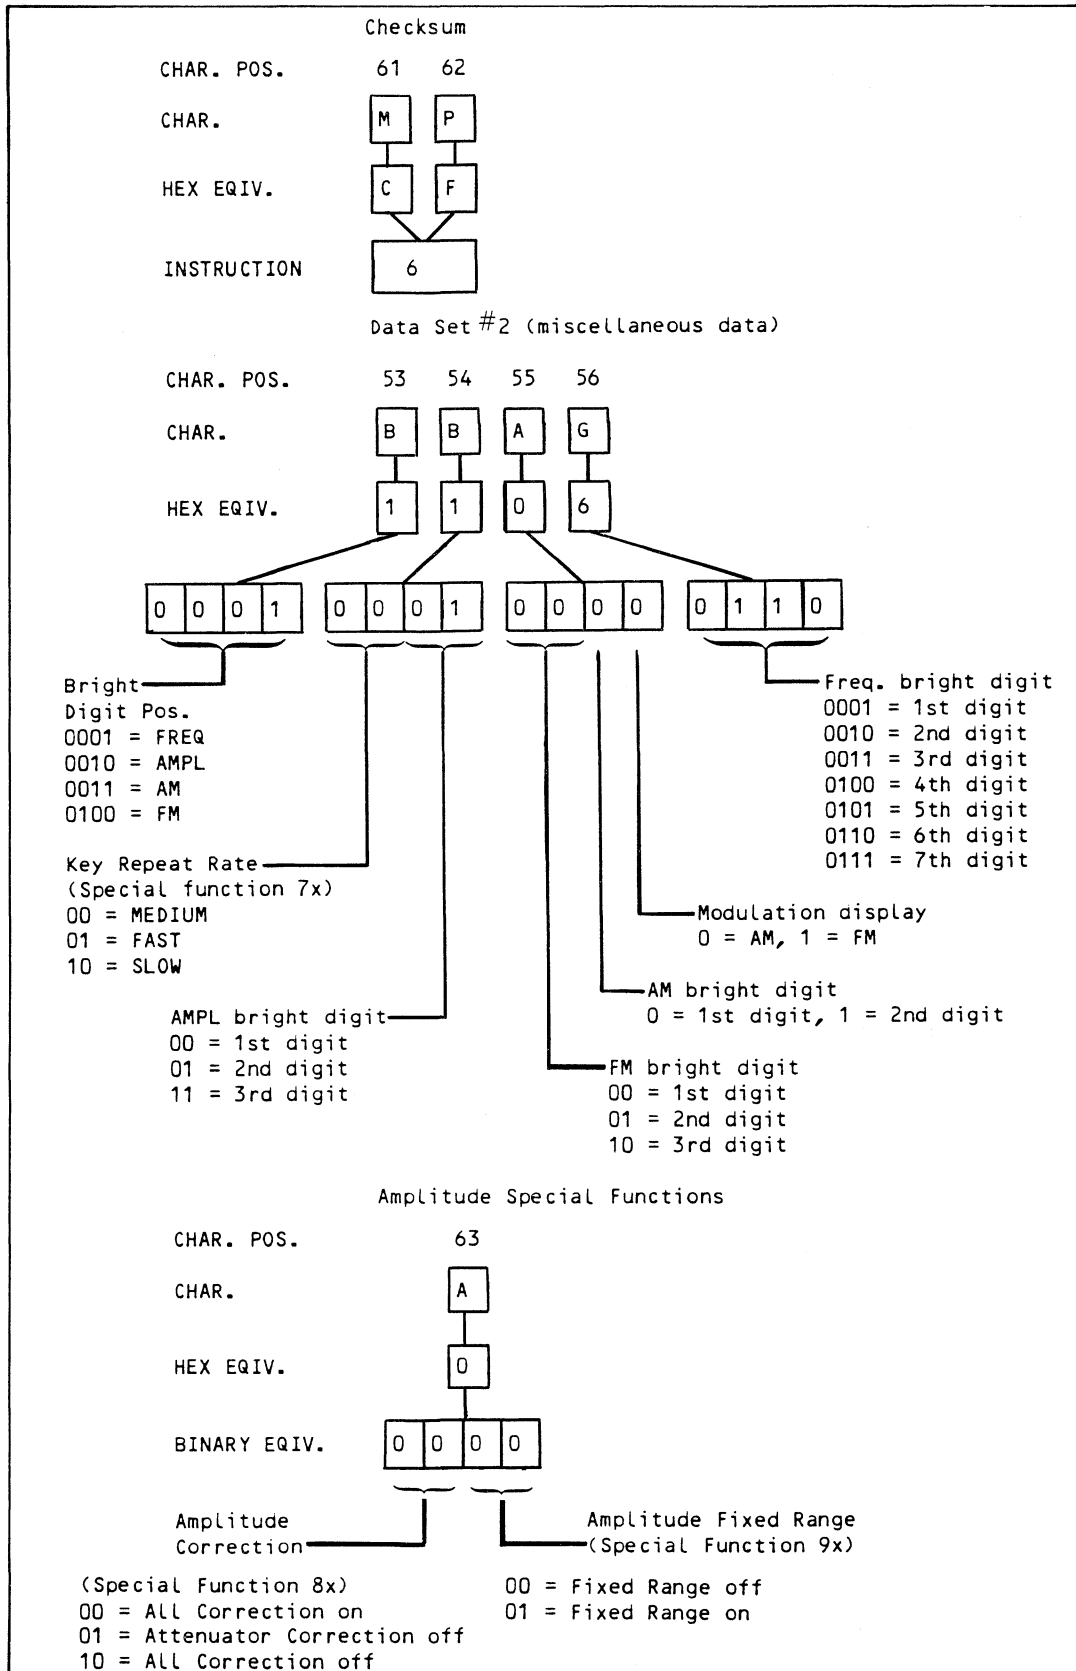 Checksum
CHAR. POS. 61 62
CHAR. M P
HEX EQIV. C F
INSTRUCTION 6
Data Set #2 (miscellaneous data)
CHAR. POS. 53 54 55 56
CHAR. B B A G
HEX EQIV. 1 1 0 6
0 0 0 1 0 0 0 1 0 0 0 0 0 1 1 0
Bright
Digit Pos.
0001 = FREQ
0010 = AMPL
0011 = AM
0100 = FM
Freq. bright digit
0001 = 1st digit
0010 = 2nd digit
0011 = 3rd digit
0100 = 4th digit
0101 = 5th digit
0110 = 6th digit
0111 = 7th digit
Key Repeat Rate
(Special function 7x)
00 = MEDIUM
01 = FAST
10 = SLOW
Modulation display
0 = AM, 1 = FM
AM bright digit
0 = 1st digit, 1 = 2nd digit
AMPL bright digit
00 = 1st digit
01 = 2nd digit
11 = 3rd digit
FM bright digit
00 = 1st digit
01 = 2nd digit
10 = 3rd digit
Amplitude Special Functions
CHAR. POS. 63
CHAR. A
HEX EQIV. 0
BINARY EQIV. 0 0 0 0
Amplitude
Correction
(Special Function 8x)
00 = All Correction on
01 = Attenuator Correction off
10 = All Correction off
Amplitude Fixed Range
(Special Function 9x)
00 = Fixed Range off
01 = Fixed Range on